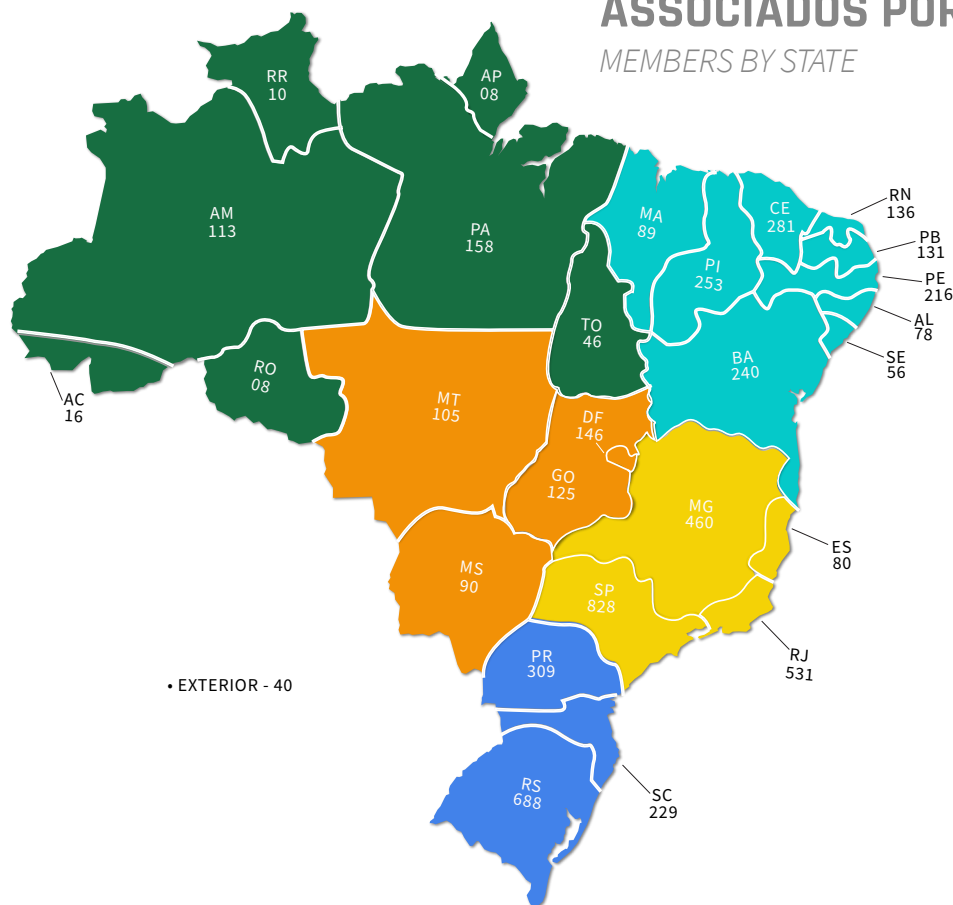 ASSOCIADOS POR
MEMBERS BY STATE
RR
10
AP
08
AM
113
PA
158
MA
89
CE
281
RN
136
PB
131
PI
253
PE
216
AL
78
TO
46
SE
56
BA
240
RO
08
AC
16
MT
105
DF
146
GO
125
MG
460
ES
80
MS
90
SP
828
RJ
531
PR
309
• EXTERIOR - 40
RS
688
SC
229